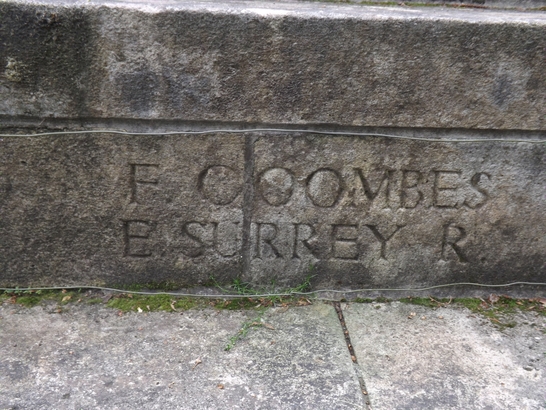 F. COOMBES
E. SURREY R.